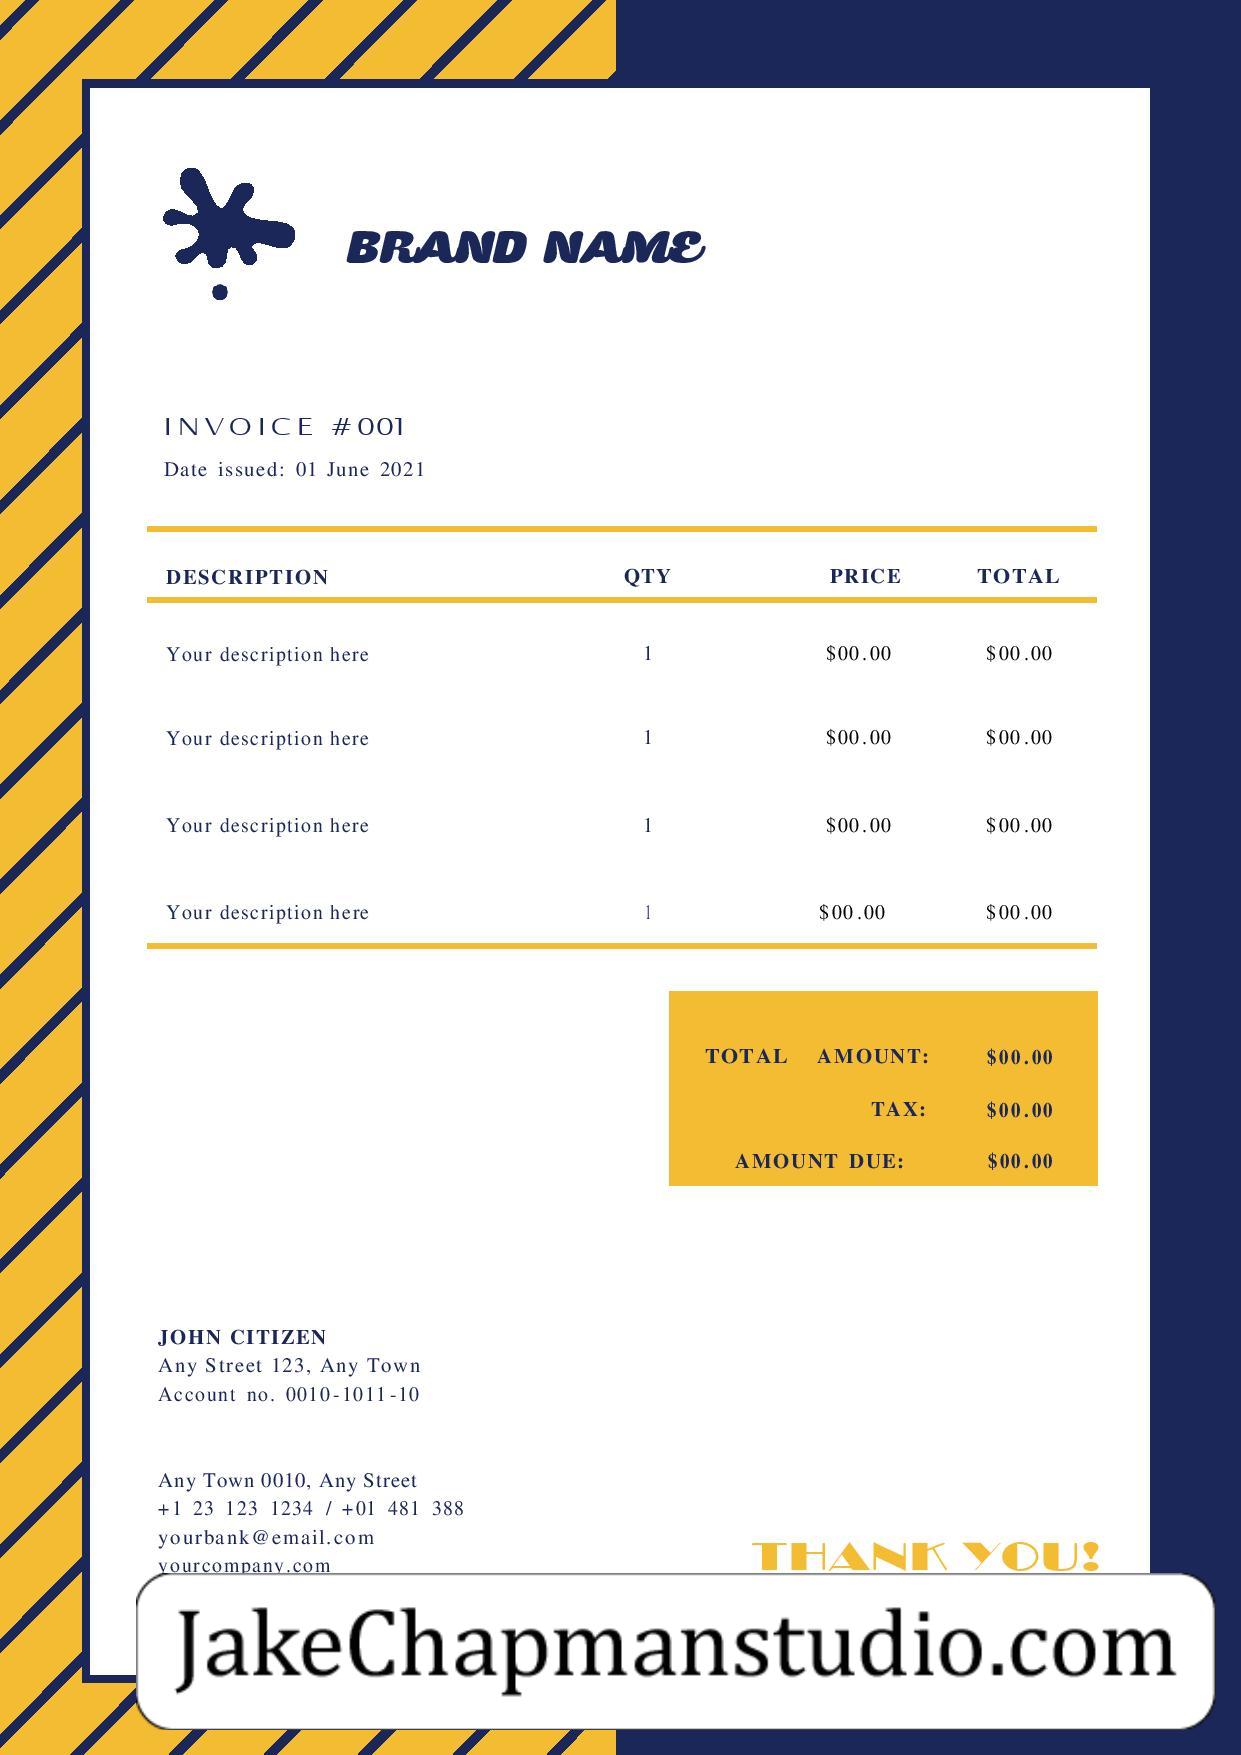 BRAND NAME
INVOICE #001
Date issued: 01 June 2021
DESCRIPTION QTY PRICE TOTAL
Your description here 1 $00.00 $00.00
Your description here 1 $00.00 $00.00
Your description here 1 $00.00 $00.00
Your description here 1 $00.00 $00.00
TOTAL AMOUNT: $00.00
TAX: $00.00
AMOUNT DUE: $00.00
JOHN CITIZEN
Any Street 123, Any Town
Account no. 0010-1011-10
Any Town 0010, Any Street
+1 23 123 1234 / +01 481 388
yourbank@email.com
yourcompany.com
THANK YOU!
JakeChapmanstudio.com